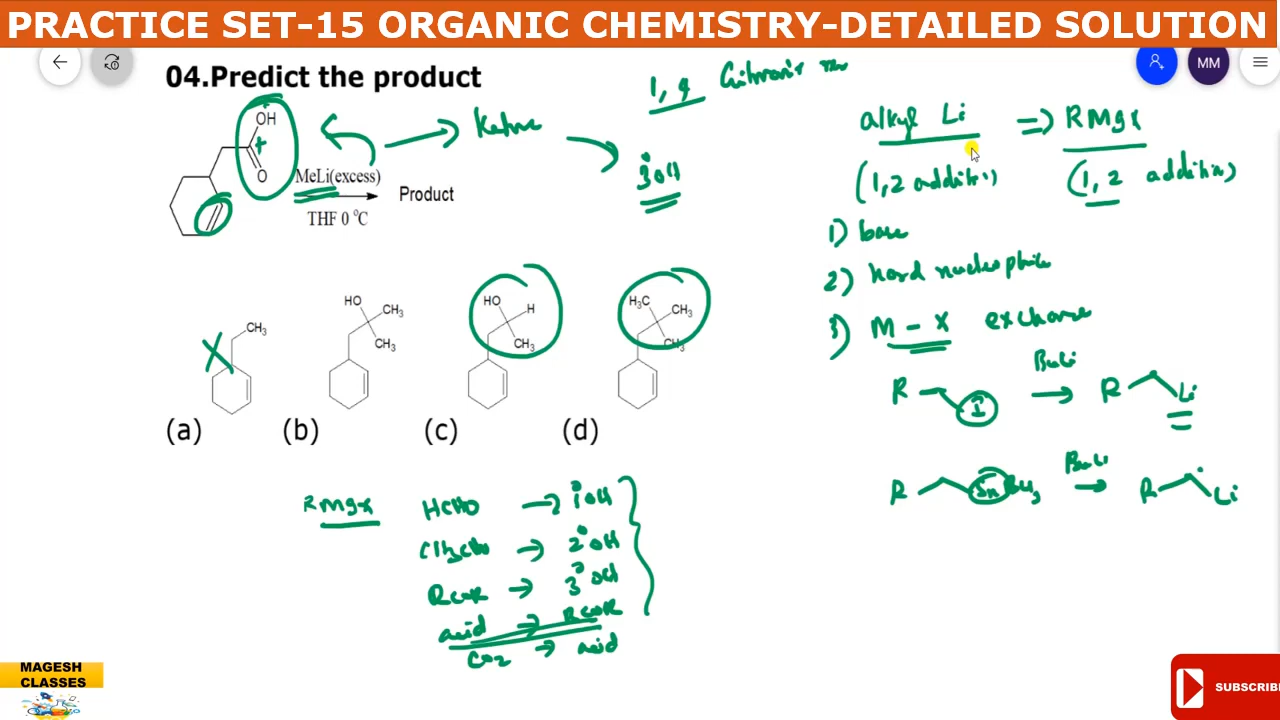 PRACTICE SET-15 ORGANIC CHEMISTRY-DETAILED SOLUTION
MM
04.Predict the product
1, 4
OH
O
MeLi(excess)
THF 0 ⁰C
Product
3° OH
alkyl Li ⇒ RMgx
(1,2 addition)
(1,2 addition)
1) base
2) hard nucleophile
3) M - X exchange
R I BuLi → R Li
R Sn Bu3 BuLi → R Li
CH3
HO CH3 CH3
HO H CH3
H3C CH3 CH3
(a) (b) (c) (d)
RMgx HCHO → 1° OH
CH3CHO → 2° OH
RCOR → 3° OH
acid → RCOR
CO2 → acid
MAGESH
CLASSES
SUBSCRIBE